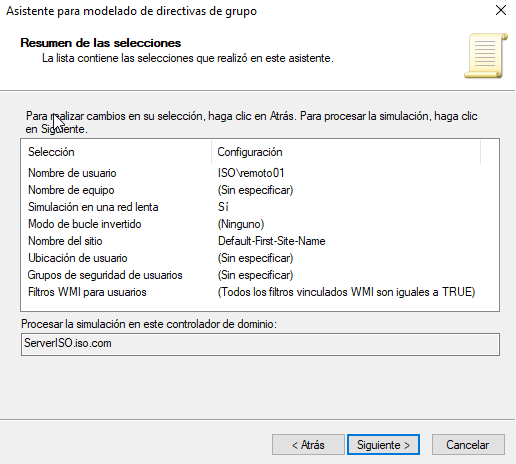 Asistente para modelado de directivas de grupo
Resumen de las selecciones
La lista contiene las selecciones que realizó en este asistente.
Para realizar cambios en su selección, haga clic en Atrás. Para procesar la simulación, haga clic
en Siguiente.
Selección Configuración
Nombre de usuario ISO\remoto01
Nombre de equipo (Sin especificar)
Simulación en una red lenta Sí
Modo de bucle invertido (Ninguno)
Nombre del sitio Default-First-Site-Name
Ubicación de usuario (Sin especificar)
Grupos de seguridad de usuarios (Sin especificar)
Filtros WMI para usuarios (Todos los filtros vinculados WMI son iguales a TRUE)
Procesar la simulación en este controlador de dominio:
ServerISO.iso.com
< Atrás Siguiente > Cancelar